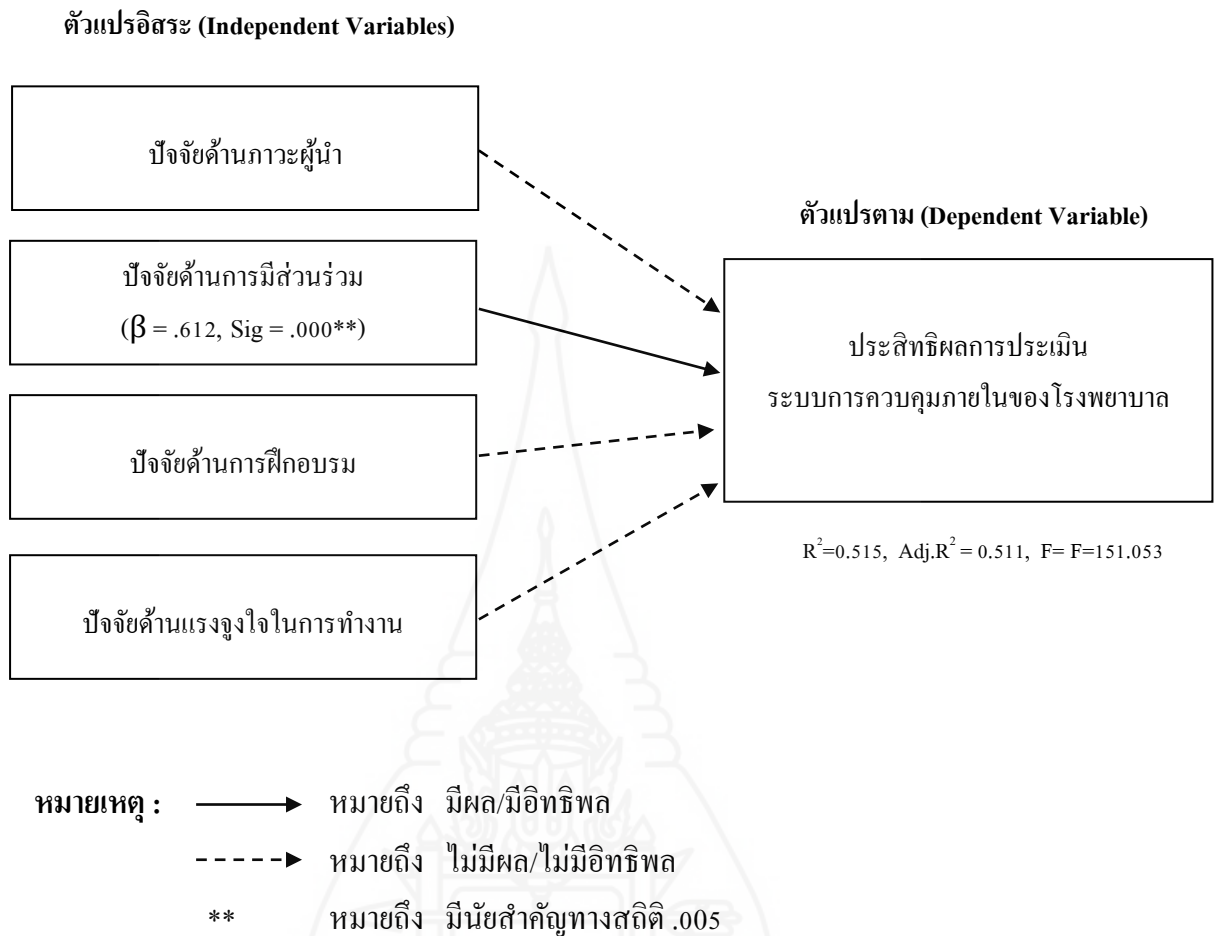 ตัวแปรอิสระ (Independent Variables)
ปัจจัยด้านภาวะผู้นำ
ปัจจัยด้านการมีส่วนร่วม
(β = .612, Sig = .000**)
ปัจจัยด้านการฝึกอบรม
ปัจจัยด้านแรงจูงใจในการทำงาน
ตัวแปรตาม (Dependent Variable)
ประสิทธิผลการประเมิน
ระบบการควบคุมภายในของโรงพยาบาล
R²=0.515, Adj.R² = 0.511, F= F=151.053
หมายเหตุ : หมายถึง มีผล/มีอิทธิพล
หมายถึง ไม่มีผล/ไม่มีอิทธิพล
** หมายถึง มีนัยสำคัญทางสถิติ .005